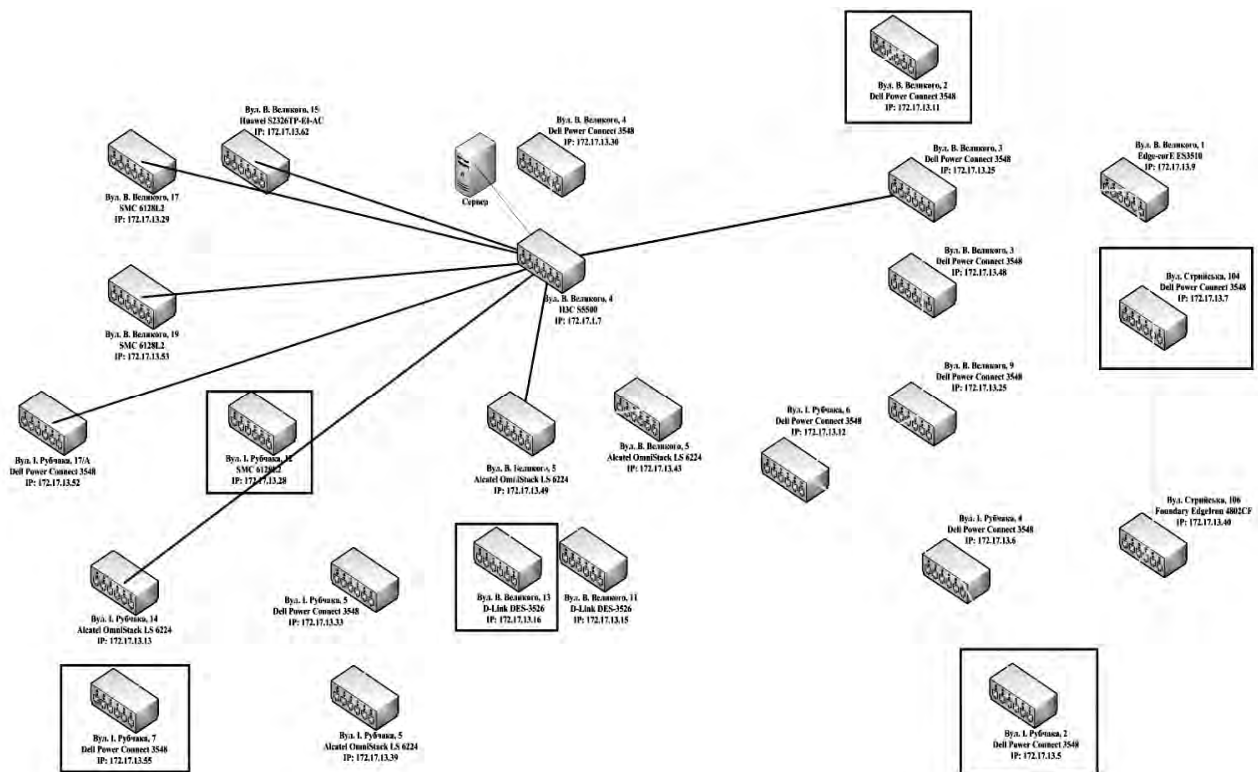 Вул. В. Великого, 2
Dell Power Connect 3548
IP: 172.17.13.11
Вул. В. Великого, 15
Huawei S2326TP-EI-AC
IP: 172.17.13.62
Вул. В. Великого, 4
Dell Power Connect 3548
IP: 172.17.13.30
Вул. В. Великого, 3
Dell Power Connect 3548
IP: 172.17.13.25
Вул. В. Великого, 1
Edge-corE ES3510
IP: 172.17.13.9
Вул. В. Великого, 17
SMC 6128L2
IP: 172.17.13.29
Сервер
Вул. В. Великого, 3
Dell Power Connect 3548
IP: 172.17.13.48
Вул. Стрийська, 104
Dell Power Connect 3548
IP: 172.17.13.7
Вул. В. Великого, 4
H3C S5500
IP: 172.17.1.7
Вул. В. Великого, 19
SMC 6128L2
IP: 172.17.13.53
Вул. В. Великого, 9
Dell Power Connect 3548
IP: 172.17.13.25
Вул. І. Рубчака, 6
Dell Power Connect 3548
IP: 172.17.13.12
Вул. І. Рубчака, 17/А
Dell Power Connect 3548
IP: 172.17.13.52
Вул. І. Рубчака, 12
SMC 6128L2
IP: 172.17.13.28
Вул. В. Великого, 5
Alcatel OmniStack LS 6224
IP: 172.17.13.49
Вул. В. Великого, 5
Alcatel OmniStack LS 6224
IP: 172.17.13.43
Вул. Стрийська, 106
Foundary EdgeIron 4802CF
IP: 172.17.13.40
Вул. І. Рубчака, 4
Dell Power Connect 3548
IP: 172.17.13.6
Вул. І. Рубчака, 14
Alcatel OmniStack LS 6224
IP: 172.17.13.13
Вул. І. Рубчака, 5
Dell Power Connect 3548
IP: 172.17.13.33
Вул. В. Великого, 13
D-Link DES-3526
IP: 172.17.13.16
Вул. В. Великого, 11
D-Link DES-3526
IP: 172.17.13.15
Вул. І. Рубчака, 7
Dell Power Connect 3548
IP: 172.17.13.55
Вул. І. Рубчака, 5
Alcatel OmniStack LS 6224
IP: 172.17.13.39
Вул. І. Рубчака, 2
Dell Power Connect 3548
IP: 172.17.13.5